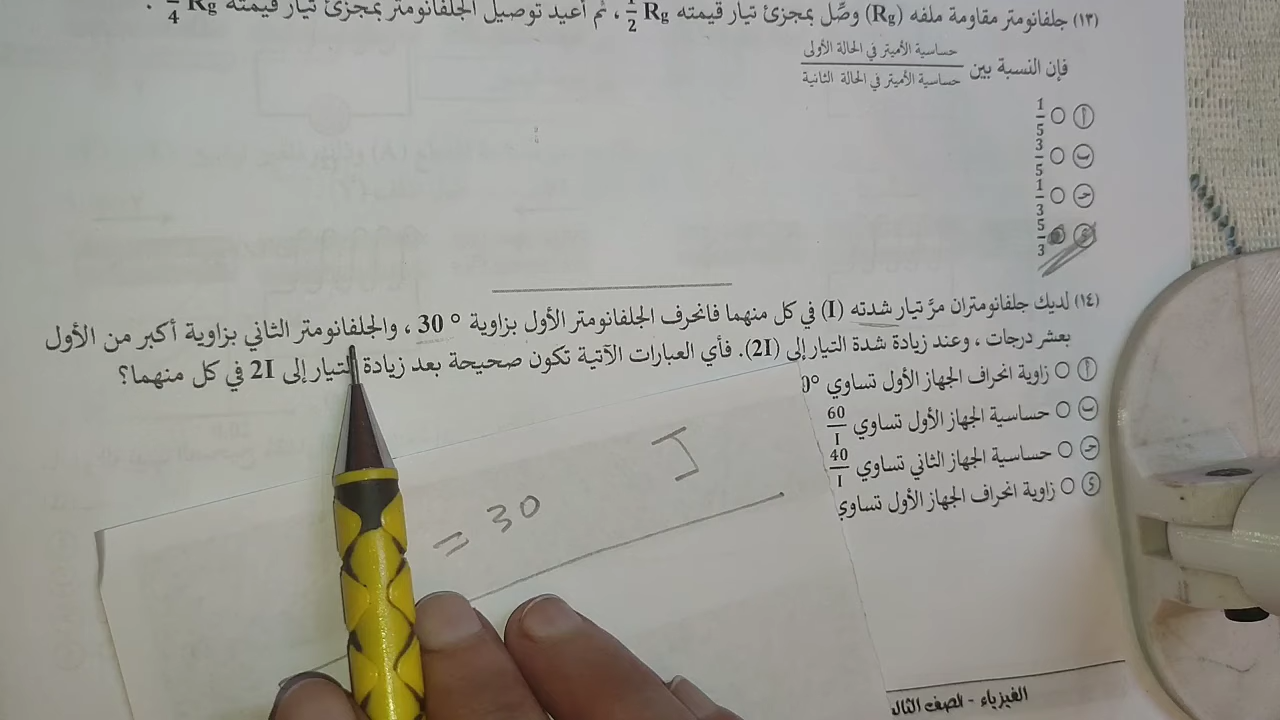 (١٣) جلفانومتر مقاومة ملفه (Rg) وصِّل بمجزئ تيار قيمته 1/2 Rg ، ثم أعيد توصيل الجلفانومتر بمجزئ تيار قيمته Rg/4 .
فإن النسبة بين حساسية الأميتر في الحالة الأولى / حساسية الأميتر في الحالة الثانية
أ 1/5
ب 3/5
ج 1/3
د 5/3
(١٤) لديك جلفانومتران مرَّ تيار شدته (I) في كل منهما فانحرف الجلفانومتر الأول بزاوية 30° ، والجلفانومتر الثاني بزاوية أكبر من الأول
بعشر درجات ، وعند زيادة شدة التيار إلى (2I). فأي العبارات الآتية تكون صحيحة بعد زيادة التيار إلى 2I في كل منهما؟
أ زاوية انحراف الجهاز الأول تساوي 0°
ب حساسية الجهاز الأول تساوي 60/I
ج حساسية الجهاز الثاني تساوي 40/I
د زاوية انحراف الجهاز الأول تساوي
I
= 30
الفيزياء - الصف الثال